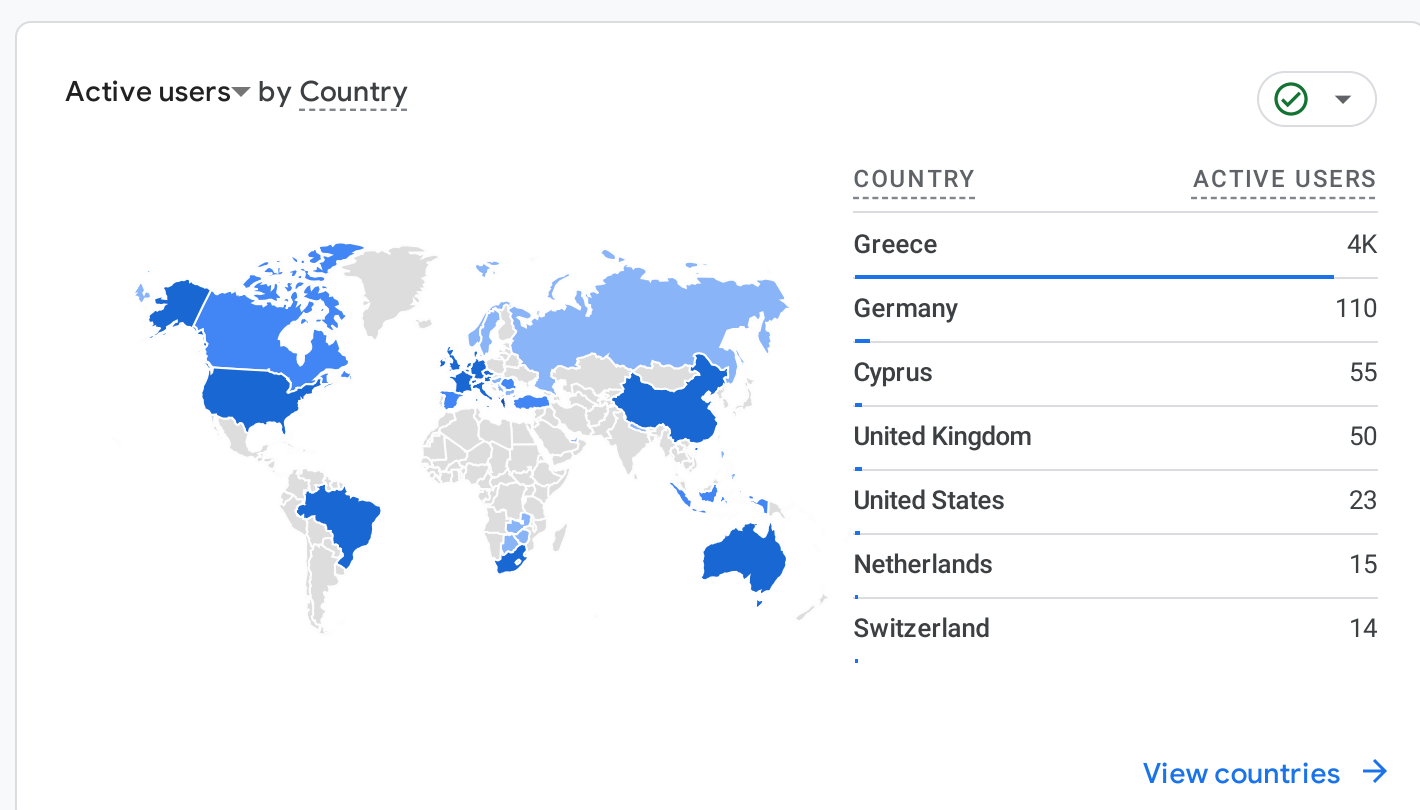 Active users by Country
COUNTRY ACTIVE USERS
Greece 4K
Germany 110
Cyprus 55
United Kingdom 50
United States 23
Netherlands 15
Switzerland 14
View countries